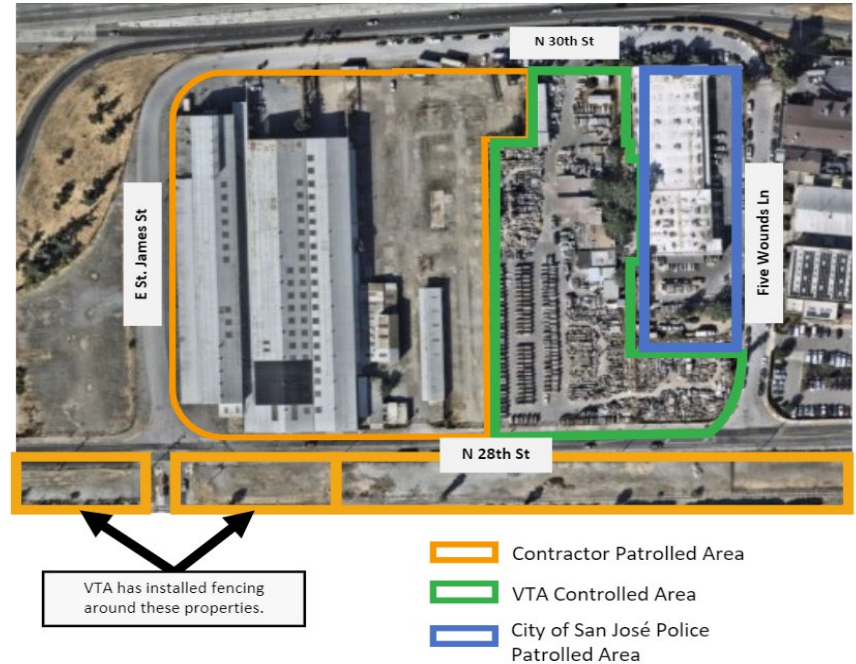 N 30th St
E St. James St
Five Wounds Ln
N 28th St
VTA has installed fencing
around these properties.
Contractor Patrolled Area
VTA Controlled Area
City of San José Police
Patrolled Area